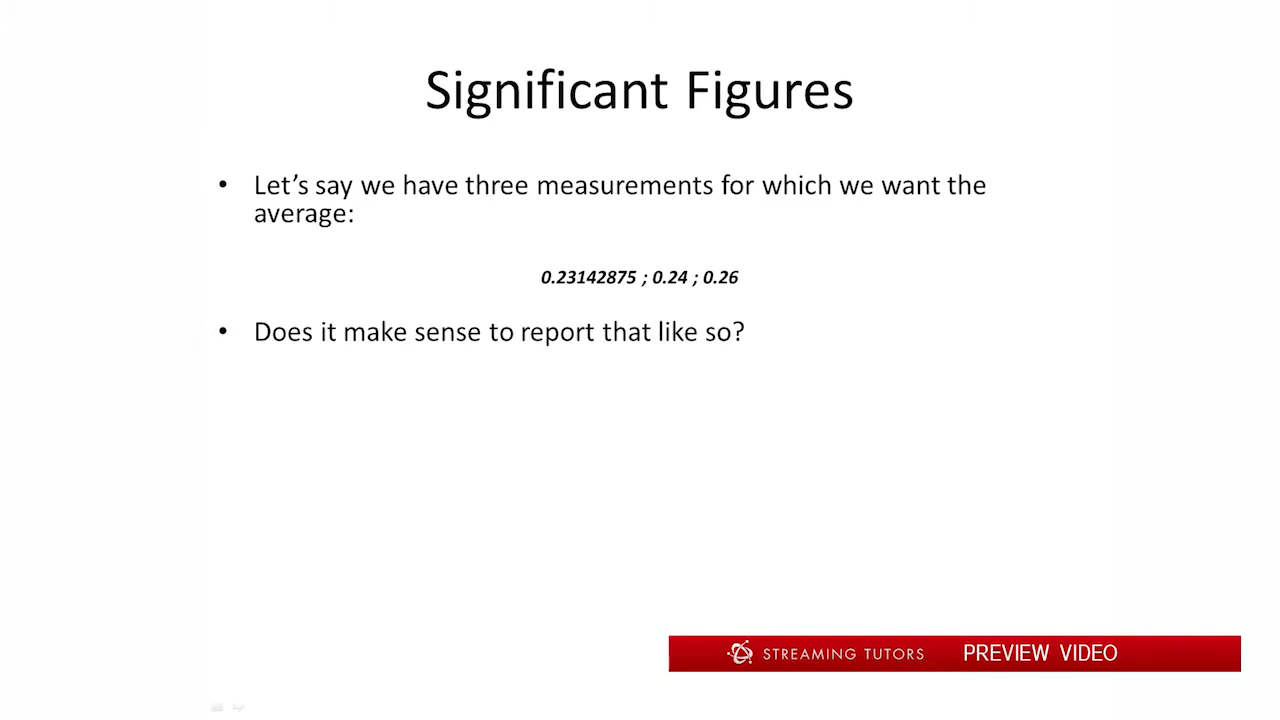 Significant Figures
• Let’s say we have three measurements for which we want the
average:
0.23142875 ; 0.24 ; 0.26
• Does it make sense to report that like so?
STREAMING TUTORS PREVIEW VIDEO